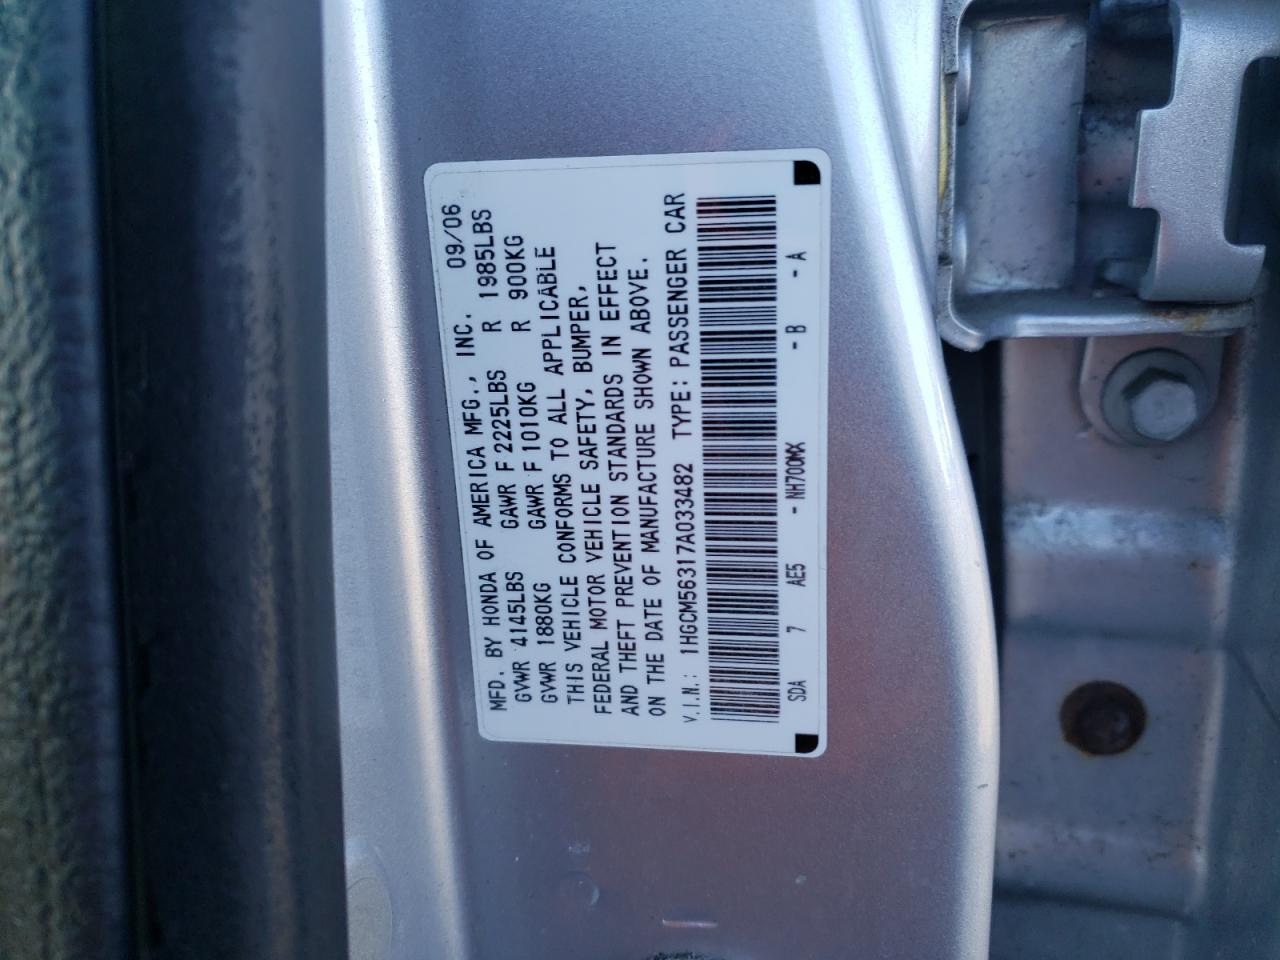 MFD. BY HONDA OF AMERICA MFG., INC. 09/06
GVWR 4145LBS GAWR F 2225LBS R 1985LBS
GVWR 1880KG GAWR F 1010KG R 900KG
THIS VEHICLE CONFORMS TO ALL APPLICABLE
FEDERAL MOTOR VEHICLE SAFETY, BUMPER,
AND THEFT PREVENTION STANDARDS IN EFFECT
ON THE DATE OF MANUFACTURE SHOWN ABOVE.
V.I.N.: 1HGCM56317A033482 TYPE: PASSENGER CAR
SDA 7 AE5 - NH700MX - B - A